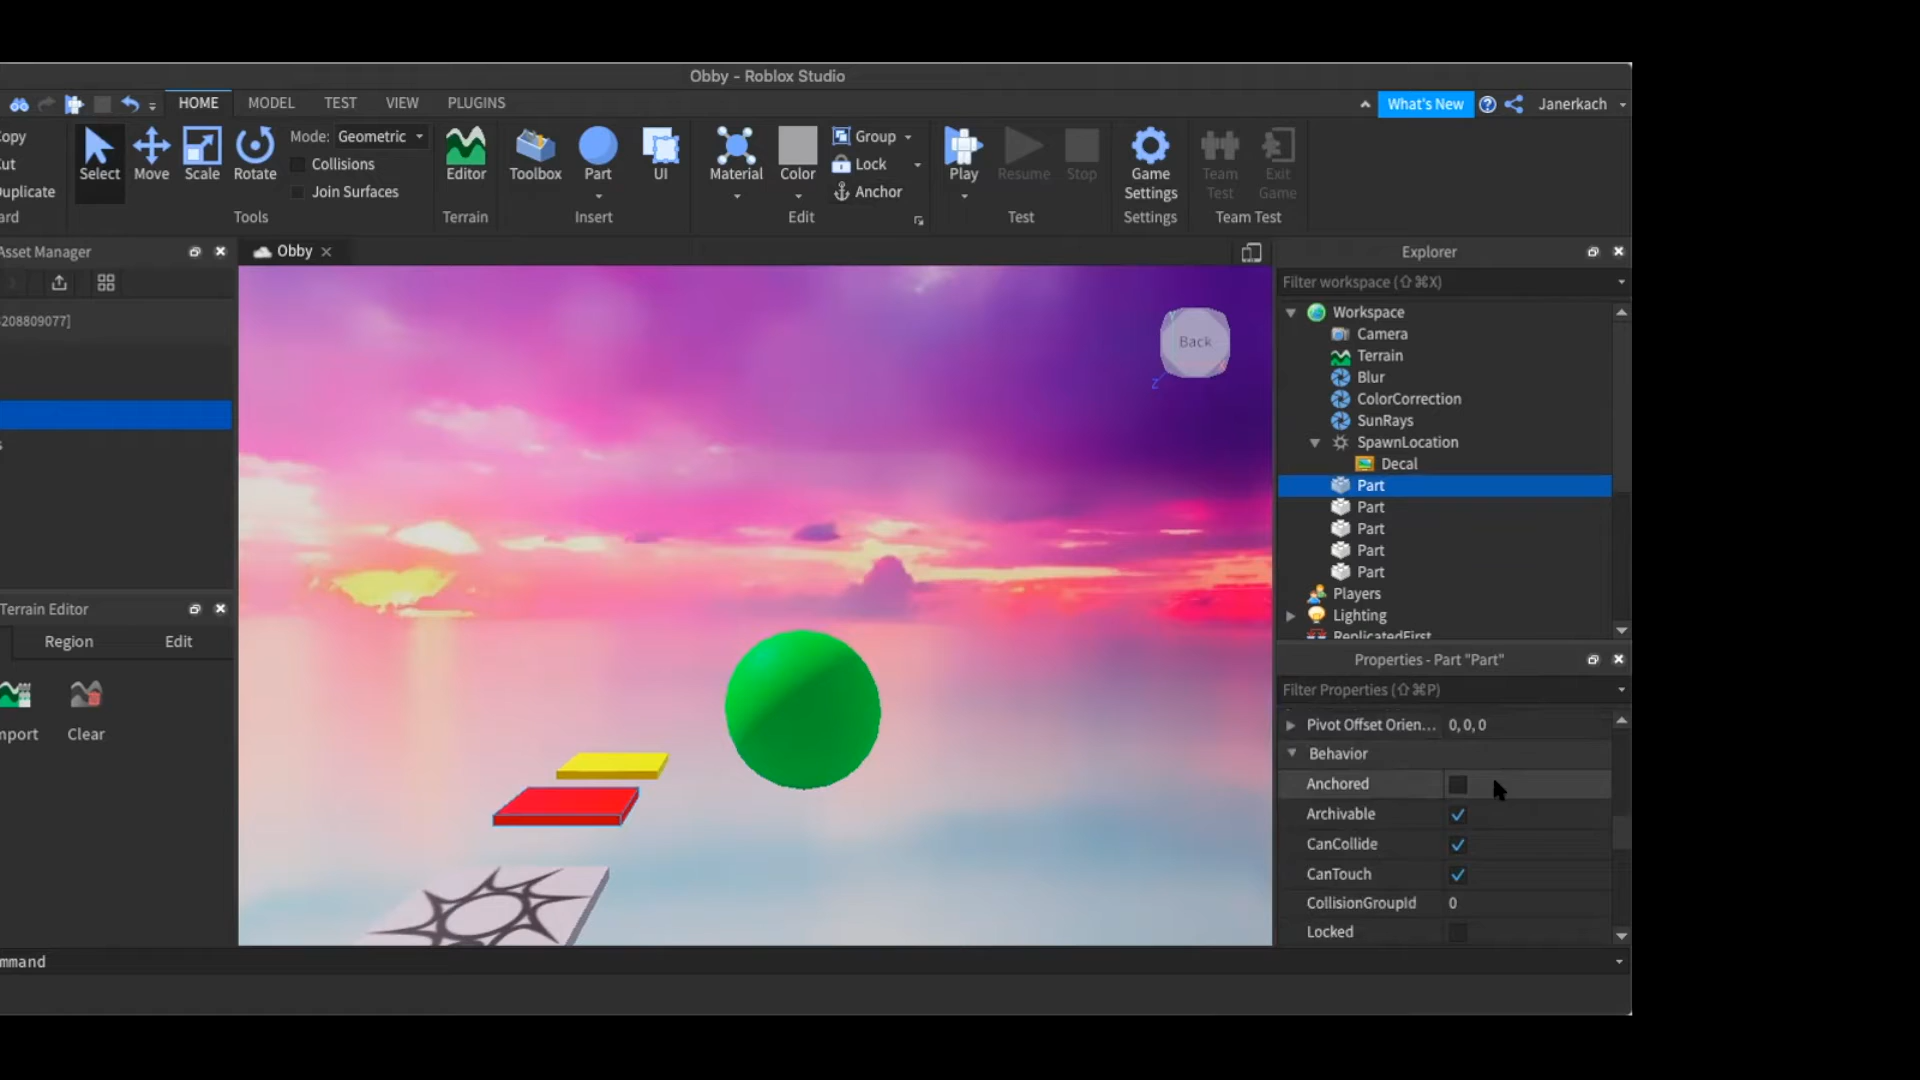 Obby - Roblox Studio
HOME MODEL TEST VIEW PLUGINS
What's New Janerkach
opy
ut
uplicate
ard
Select Move Scale Rotate
Mode: Geometric
Collisions
Join Surfaces
Tools
Editor
Terrain
Toolbox Part UI
Insert
Material Color
Group
Lock
Anchor
Edit
Play Resume Stop
Test
Game
Settings
Settings
Team
Test
Exit
Game
Team Test
Asset Manager
208809077]
s
Terrain Editor
Region Edit
mport Clear
Obby
Back
Z
Explorer
Filter workspace (⇧⌘X)
Workspace
Camera
Terrain
Blur
ColorCorrection
SunRays
SpawnLocation
Decal
Part
Part
Part
Part
Part
Players
Lighting
ReplicatedFirst
Properties - Part "Part"
Filter Properties (⇧⌘P)
Pivot Offset Orien... 0, 0, 0
Behavior
Anchored
Archivable
CanCollide
CanTouch
CollisionGroupId 0
Locked
mmand